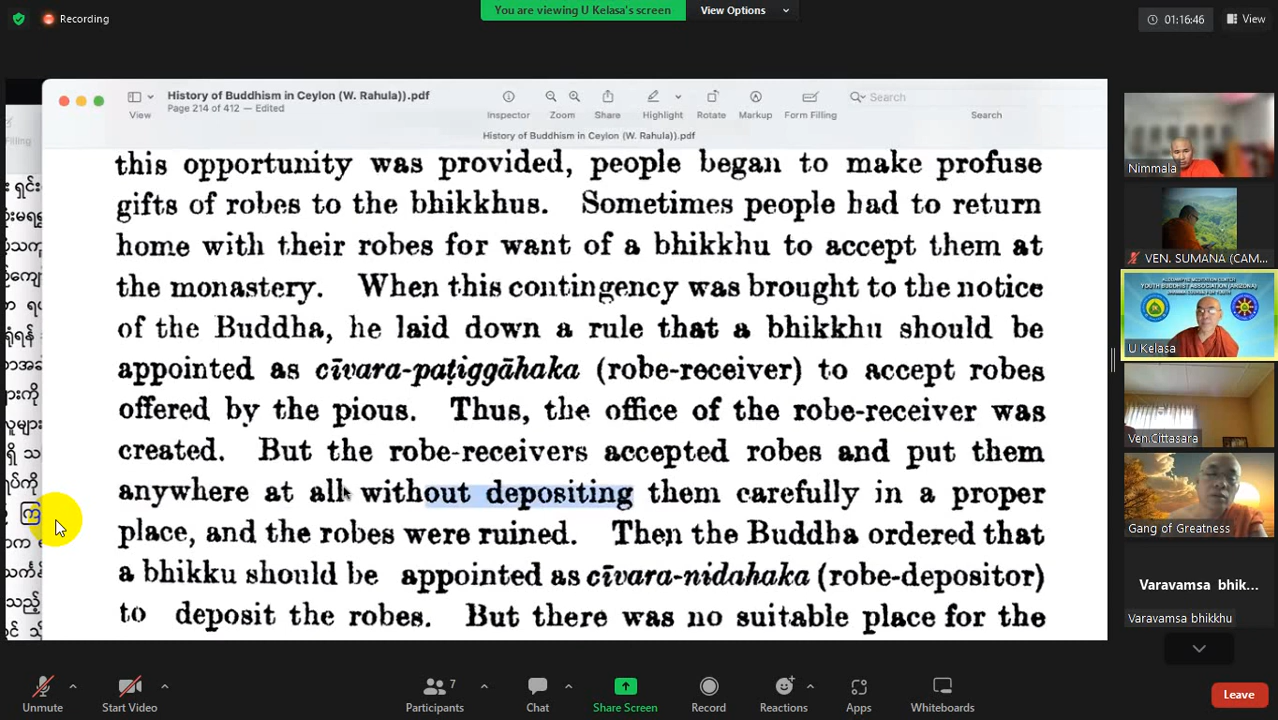 Recording
You are viewing U Kelasa's screen
View Options
01:16:46
View
History of Buddhism in Ceylon (W. Rahula)).pdf
Page 214 of 412 — Edited
View
Inspector
Zoom
Share
Highlight
Rotate
Markup
Form Filling
Search
Search
History of Buddhism in Ceylon (W. Rahula)).pdf
this opportunity was provided, people began to make profuse
gifts of robes to the bhikkhus. Sometimes people had to return
home with their robes for want of a bhikkhu to accept them at
the monastery. When this contingency was brought to the notice
of the Buddha, he laid down a rule that a bhikkhu should be
appointed as cīvara-paṭiggāhaka (robe-receiver) to accept robes
offered by the pious. Thus, the office of the robe-receiver was
created. But the robe-receivers accepted robes and put them
anywhere at all without depositing them carefully in a proper
place, and the robes were ruined. Then the Buddha ordered that
a bhikku should be appointed as cīvara-nidahaka (robe-depositor)
to deposit the robes. But there was no suitable place for the
Nimmala
VEN. SUMANA (CAM...
YOUTH BUDDHIST ASSOCIATION (ARIZONA)
U Kelasa
Ven.Cittasara
Gang of Greatness
Varavamsa bhik...
Varavamsa bhikkhu
Unmute
Start Video
7
Participants
Chat
Share Screen
Record
Reactions
Apps
Whiteboards
Leave